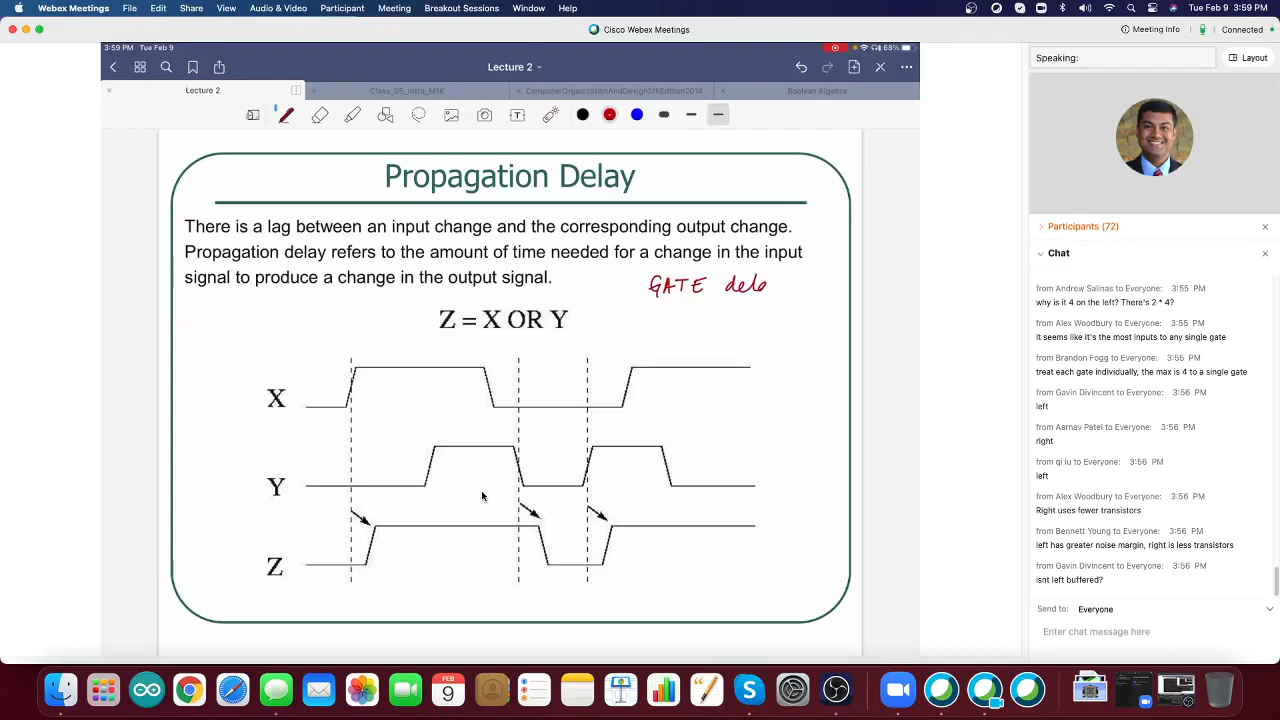 Webex Meetings File Edit Share View Audio & Video Participant Meeting Breakout Sessions Window Help Tue Feb 9 3:59 PM
Cisco Webex Meetings Meeting Info Connected
3:59 PM Tue Feb 9 68%
Lecture 2
Lecture 2 Class_05_Intra_M1K ComputerOrganizationAndDesign5thEdition2014 Boolean Algebra
Propagation Delay
There is a lag between an input change and the corresponding output change.
Propagation delay refers to the amount of time needed for a change in the input
signal to produce a change in the output signal.
GATE dela
Z = X OR Y
X
Y
Z
Speaking: Layout
Participants (72)
Chat
from Andrew Salinas to Everyone: 3:55 PM
why is it 4 on the left? There's 2 * 4?
from Alex Woodbury to Everyone: 3:55 PM
It seems like it's the most inputs to any single gate
from Brandon Fogg to Everyone: 3:55 PM
treat each gate individually, the max is 4 to a single gate
from Gavin Divincent to Everyone: 3:56 PM
left
from Aarnav Patel to Everyone: 3:56 PM
right
from qi lu to Everyone: 3:56 PM
left
from Alex Woodbury to Everyone: 3:56 PM
Right uses fewer transistors
from Bennett Young to Everyone: 3:56 PM
left has greater noise margin, right is less transistors
from Gavin Divincent to Everyone: 3:56 PM
isnt left buffered?
Send to: Everyone
Enter chat message here
FEB
9